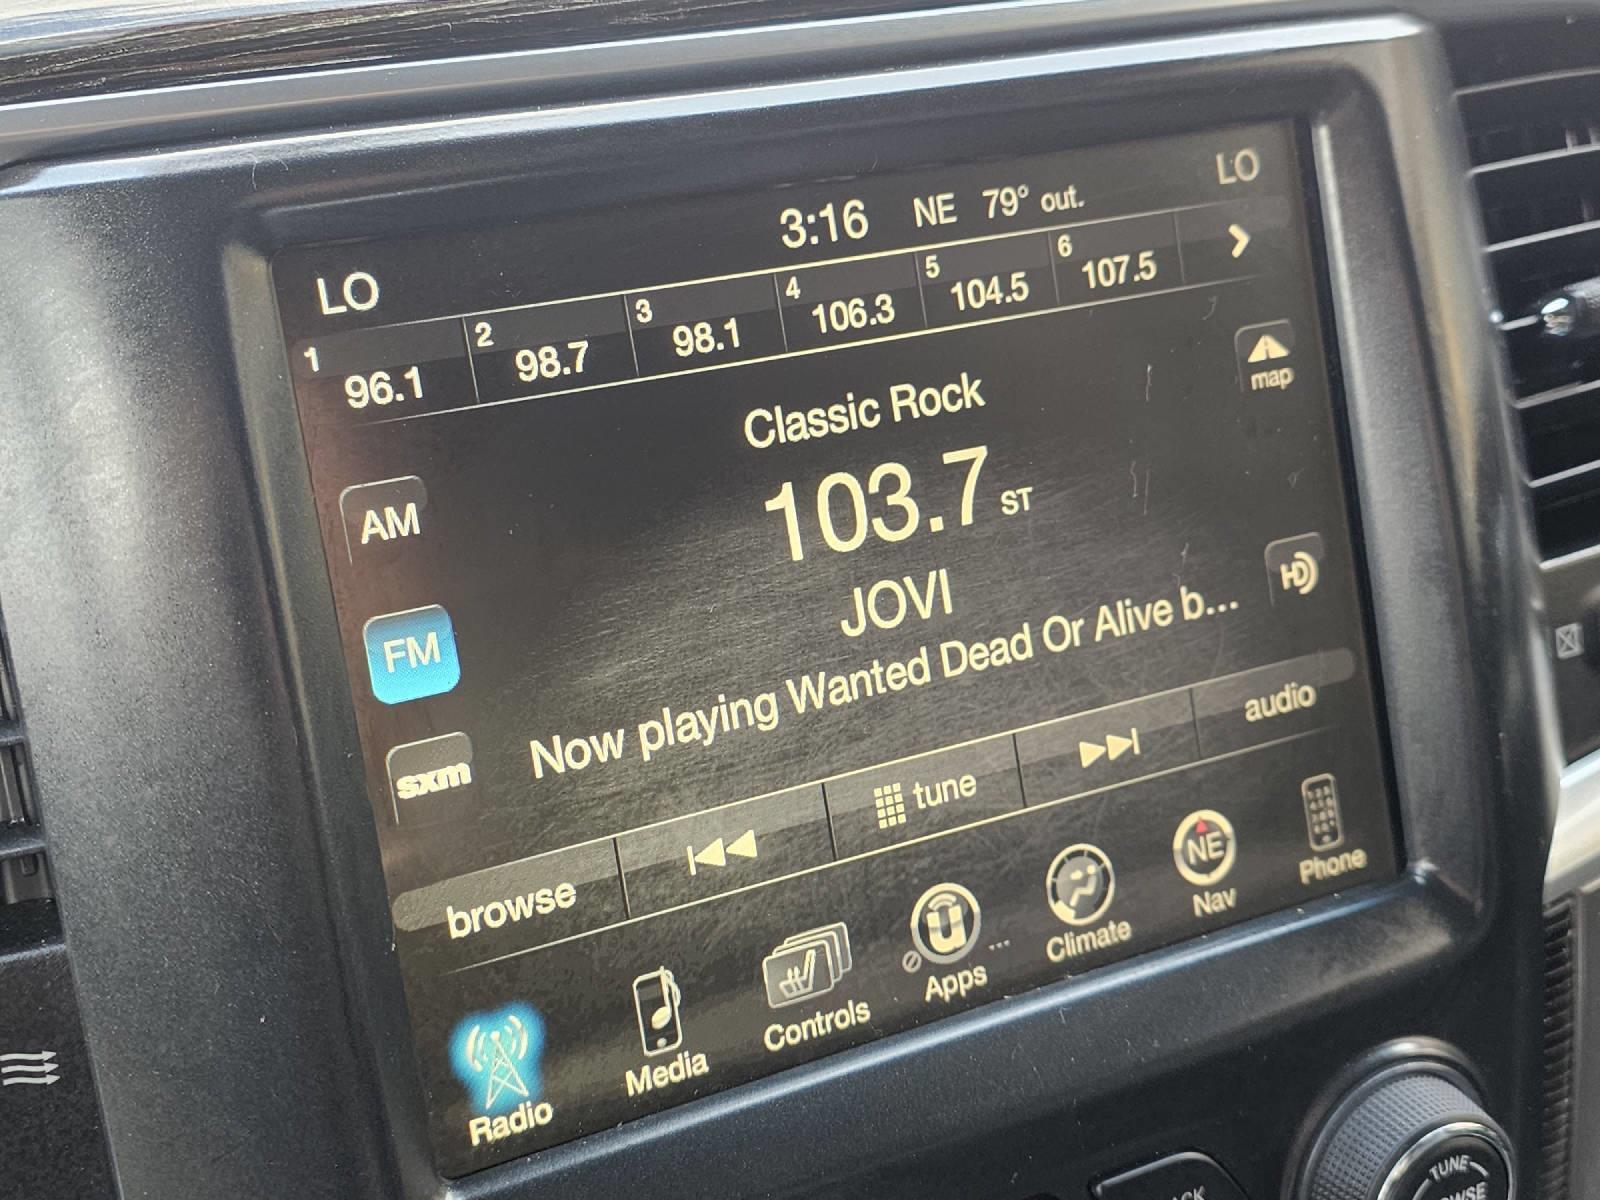 LO 3:16 NE 79° out. LO
1 96.1 2 98.7 3 98.1 4 106.3 5 104.5 6 107.5
map
Classic Rock
AM
103.7 ST
HD
JOVI
FM
Now playing Wanted Dead Or Alive b...
sxm
browse tune audio
Radio Media Controls Apps ... Climate NE Nav Phone
TUNE